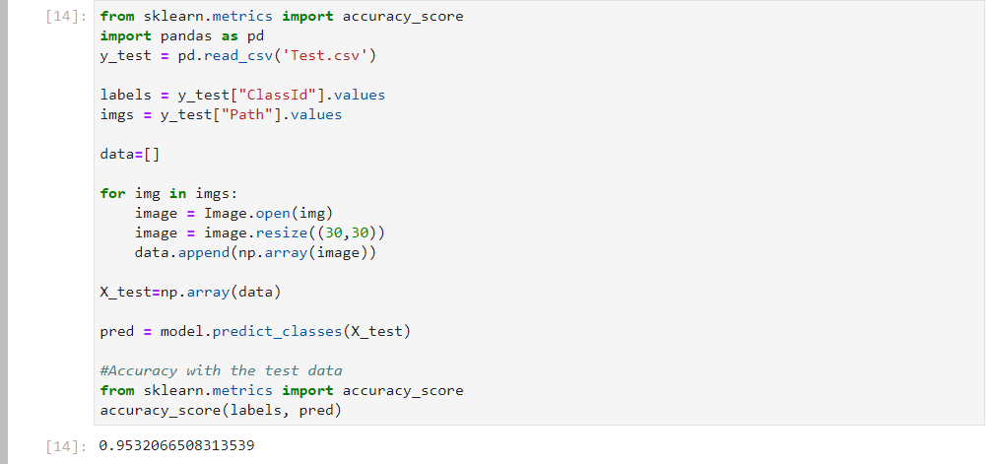 [14]: from sklearn.metrics import accuracy_score
import pandas as pd
y_test = pd.read_csv('Test.csv')
labels = y_test["ClassId"].values
imgs = y_test["Path"].values
data=[]
for img in imgs:
    image = Image.open(img)
    image = image.resize((30,30))
    data.append(np.array(image))
X_test=np.array(data)
pred = model.predict_classes(X_test)
#Accuracy with the test data
from sklearn.metrics import accuracy_score
accuracy_score(labels, pred)
[14]: 0.9532066508313539